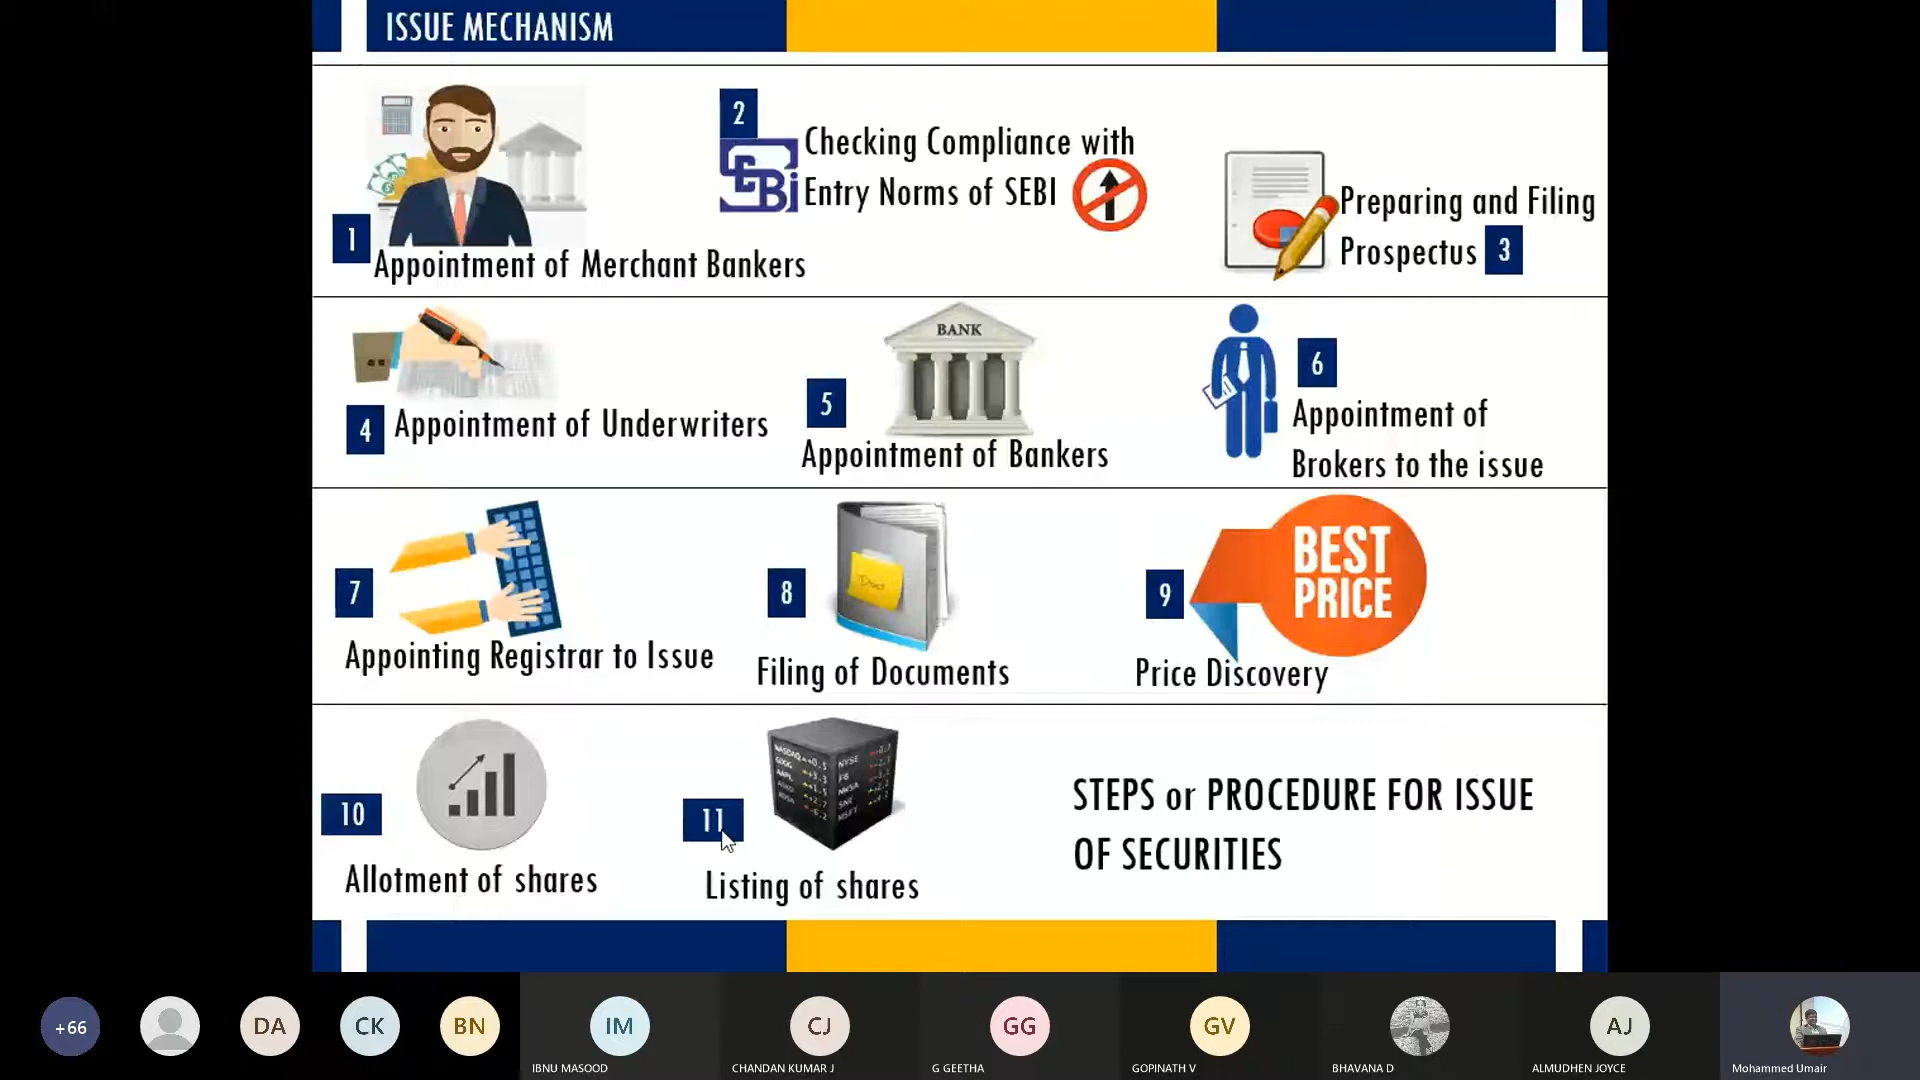 ISSUE MECHANISM
1
Appointment of Merchant Bankers
2
SEBi
Checking Compliance with
Entry Norms of SEBI
Preparing and Filing
Prospectus 3
4 Appointment of Underwriters
BANK
5
Appointment of Bankers
6
Appointment of
Brokers to the issue
7
Appointing Registrar to Issue
8
Filing of Documents
9
BEST
PRICE
Price Discovery
10
Allotment of shares
11
NYSE
Listing of shares
STEPS or PROCEDURE FOR ISSUE
OF SECURITIES
+66
DA
CK
BN
IM
IBNU MASOOD
CJ
CHANDAN KUMAR J
GG
G GEETHA
GV
GOPINATH V
BHAVANA D
AJ
ALMUDHEN JOYCE
Mohammed Umair